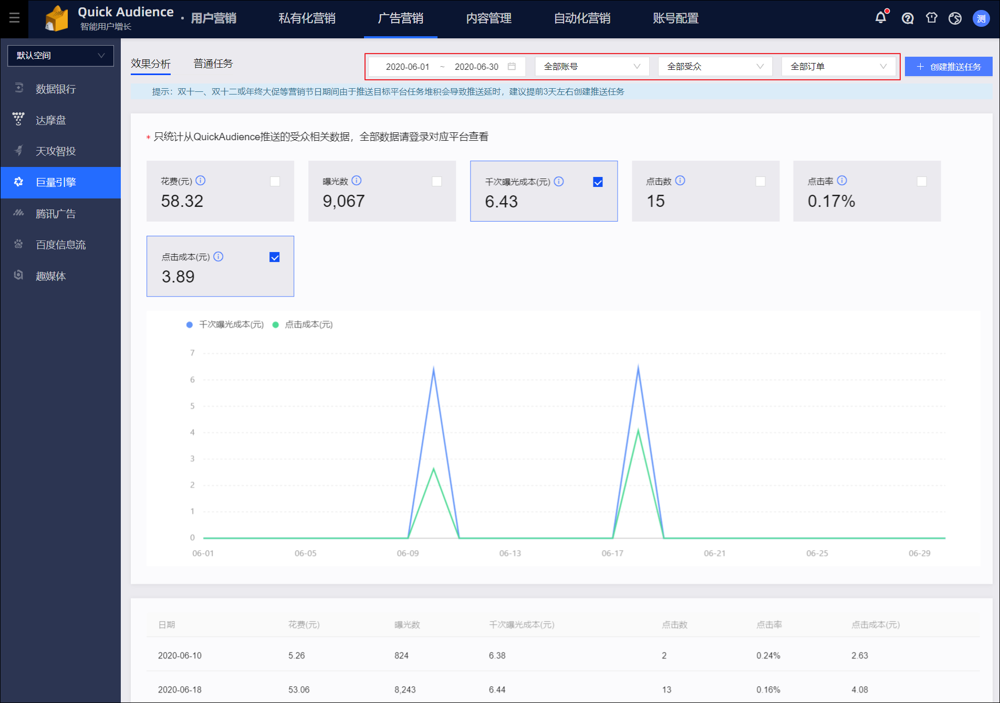 Quick Audience · 用户营销
智能用户增长
私有化营销
广告营销
内容管理
自动化营销
账号配置
测
默认空间
数据银行
达摩盘
天攻智投
巨量引擎
腾讯广告
百度信息流
趣媒体
效果分析
普通任务
2020-06-01 ~ 2020-06-30
全部账号
全部受众
全部订单
创建推送任务
提示：双十一、双十二或年终大促等营销节日期间由于推送目标平台任务堆积会导致推送延时，建议提前3天左右创建推送任务
* 只统计从QuickAudience推送的受众相关数据，全部数据请登录对应平台查看
花费(元)
58.32
曝光数
9,067
千次曝光成本(元)
6.43
点击数
15
点击率
0.17%
点击成本(元)
3.89
千次曝光成本(元) 点击成本(元)
7
6
5
4
3
2
1
0
06-01 06-05 06-09 06-13 06-17 06-21 06-25 06-29
日期 花费(元) 曝光数 千次曝光成本(元) 点击数 点击率 点击成本(元)
2020-06-10 5.26 824 6.38 2 0.24% 2.63
2020-06-18 53.06 8,243 6.44 13 0.16% 4.08